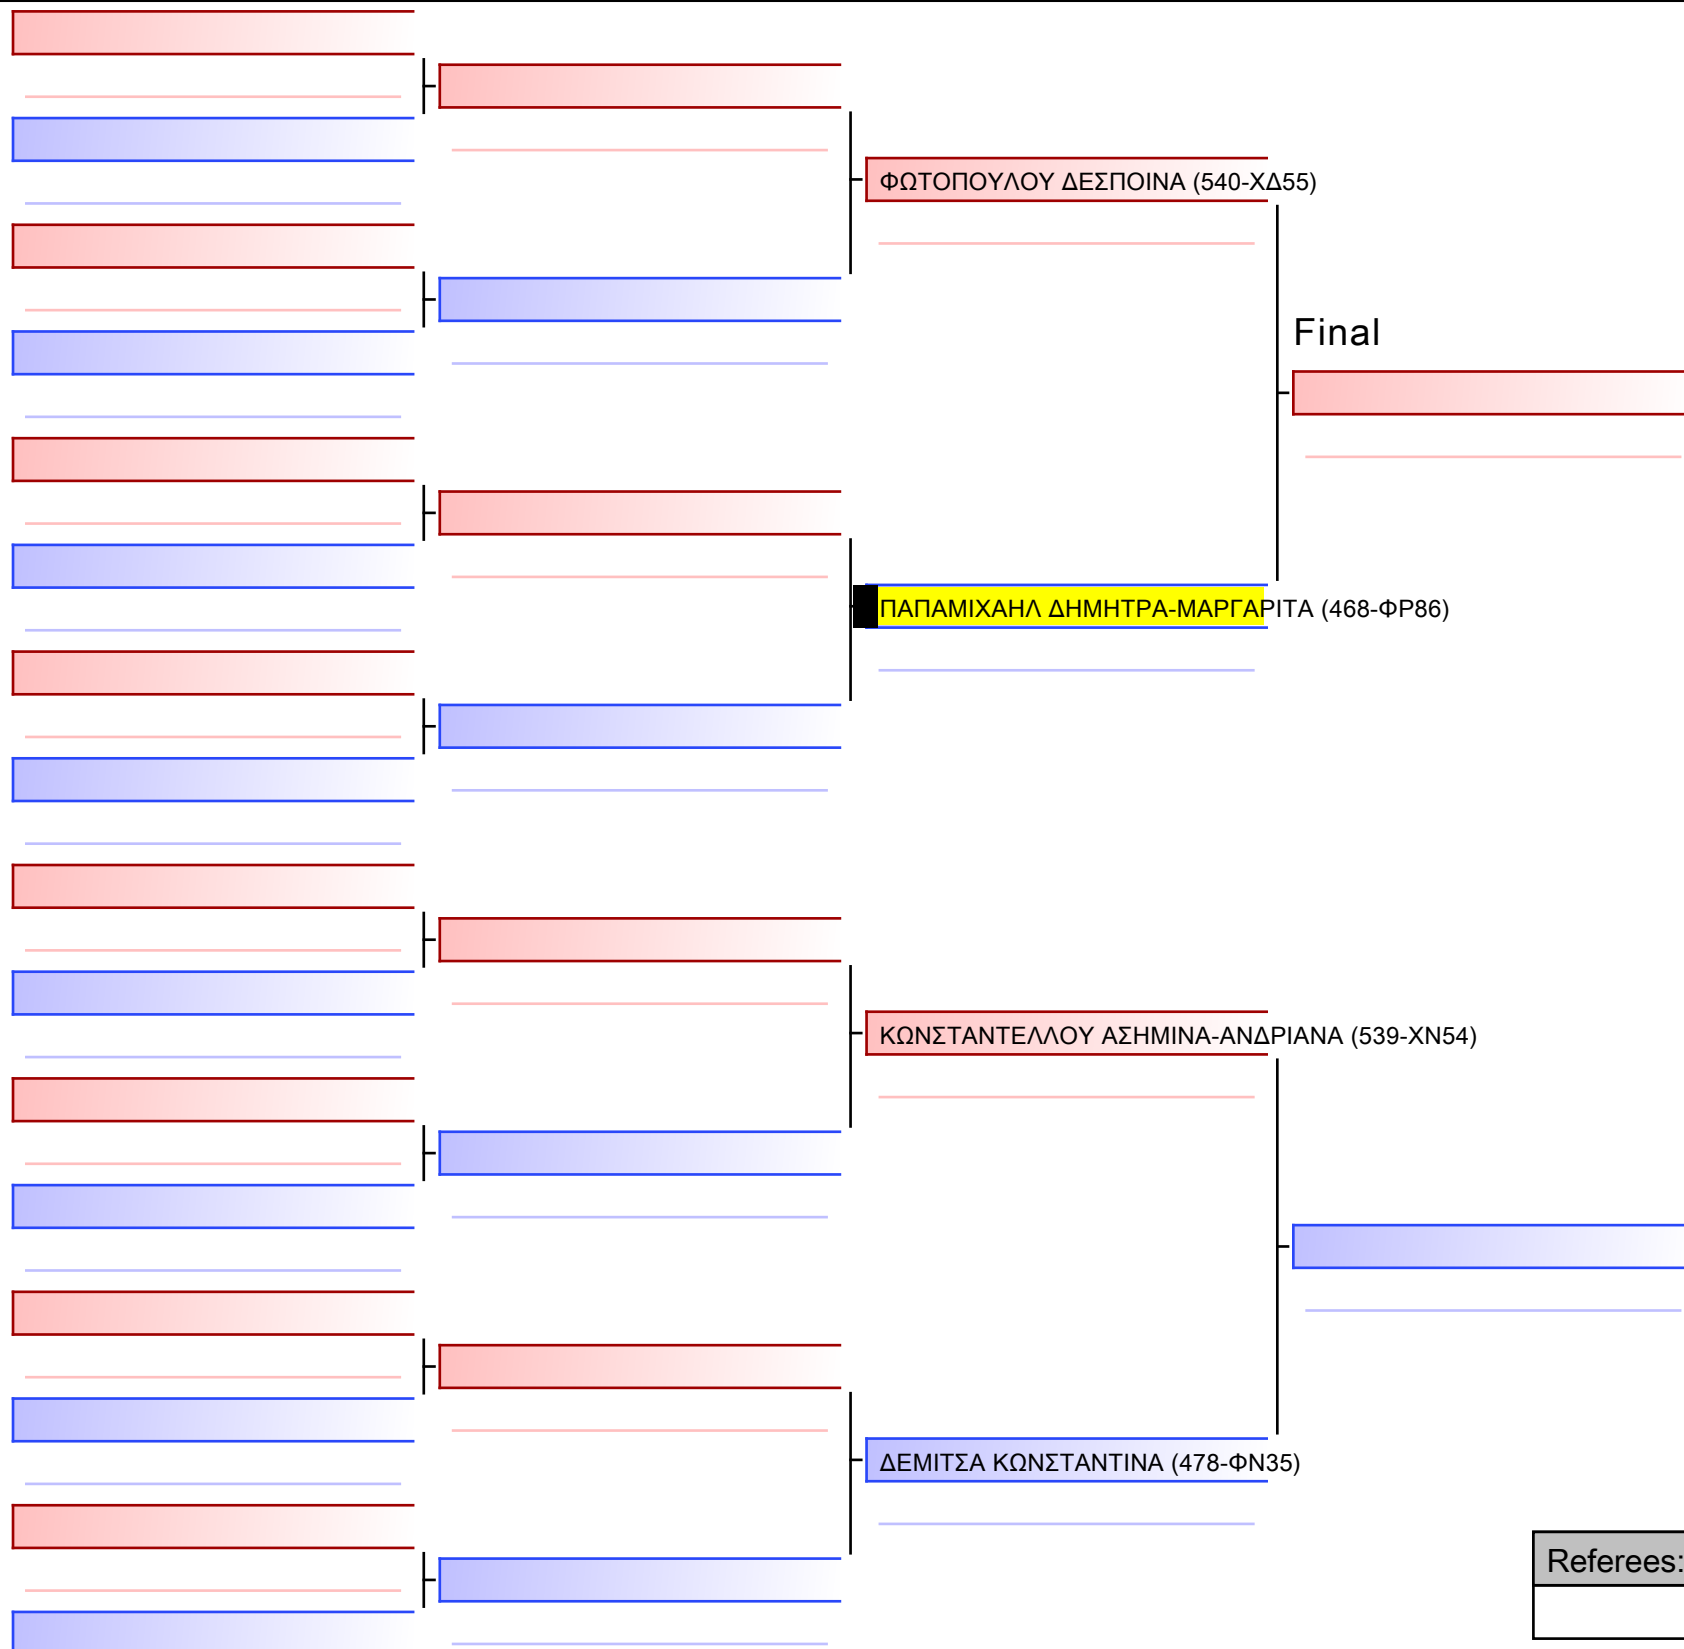 ΦΩΤΟΠΟΥΛΟΥ ΔΕΣΠΟΙΝΑ (540-ΧΔ55)
Final
ΠΑΠΑΜΙΧΑΗΛ ΔΗΜΗΤΡΑ-ΜΑΡΓΑΡΙΤΑ (468-ΦΡ86)
ΚΩΝΣΤΑΝΤΕΛΛΟΥ ΑΣΗΜΙΝΑ-ΑΝΔΡΙΑΝΑ (539-ΧΝ54)
ΔΕΜΙΤΣΑ ΚΩΝΣΤΑΝΤΙΝΑ (478-ΦΝ35)
Referees: